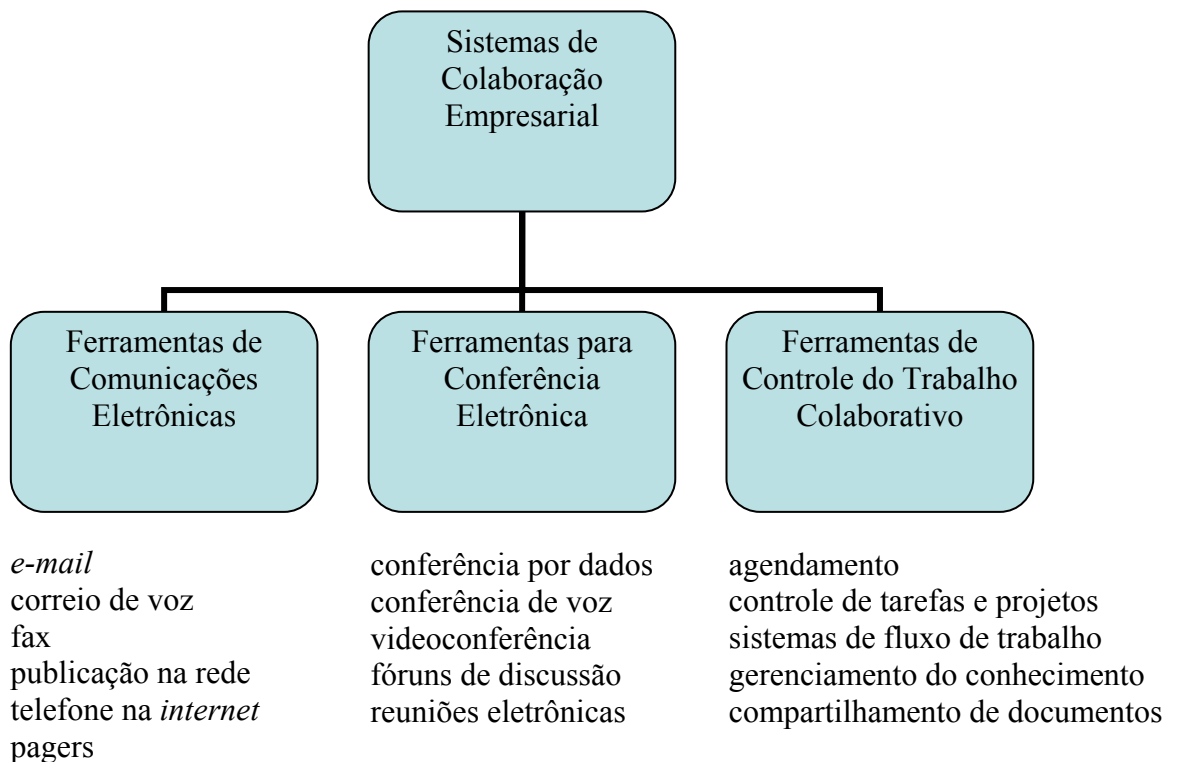 Sistemas de
Colaboração
Empresarial
Ferramentas de
Comunicações
Eletrônicas
Ferramentas para
Conferência
Eletrônica
Ferramentas de
Controle do Trabalho
Colaborativo
e-mail
correio de voz
fax
publicação na rede
telefone na internet
pagers
conferência por dados
conferência de voz
videoconferência
fóruns de discussão
reuniões eletrônicas
agendamento
controle de tarefas e projetos
sistemas de fluxo de trabalho
gerenciamento do conhecimento
compartilhamento de documentos